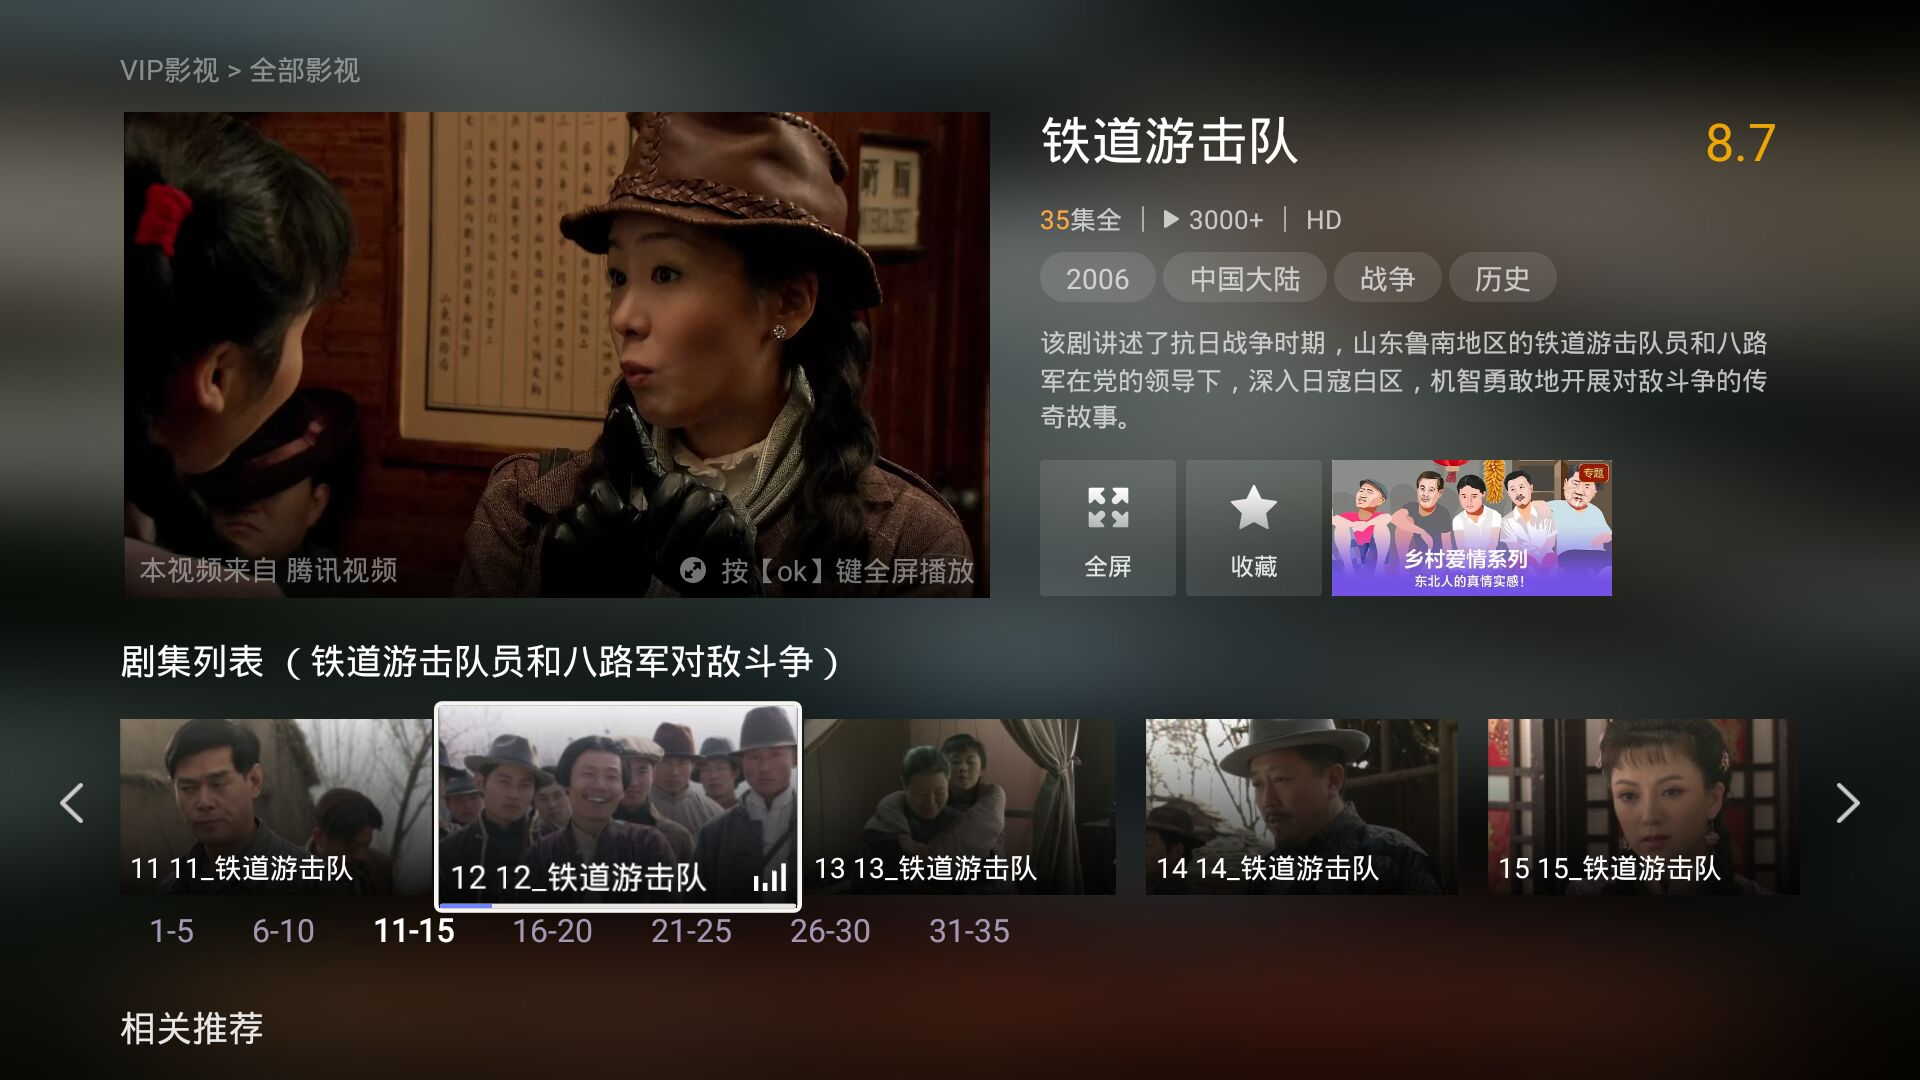 VIP影视 > 全部影视
铁道游击队
8.7
35集全 | 3000+ | HD
2006 中国大陆 战争 历史
该剧讲述了抗日战争时期，山东鲁南地区的铁道游击队员和八路
军在党的领导下，深入日寇白区，机智勇敢地开展对敌斗争的传
奇故事。
本视频来自 腾讯视频
按【ok】键全屏播放
全屏
收藏
专题
乡村爱情系列
东北人的真情实感！
剧集列表 （铁道游击队员和八路军对敌斗争）
11 11_铁道游击队
12 12_铁道游击队
13 13_铁道游击队
14 14_铁道游击队
15 15_铁道游击队
1-5 6-10 11-15 16-20 21-25 26-30 31-35
相关推荐